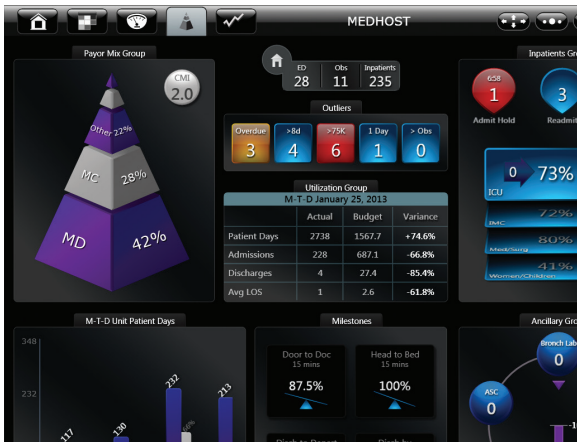 MEDHOST
Payor Mix Group
CMI
2.0
Other 22%
MC 28%
MD 42%
ED Obs Inpatients
28 11 235
Outliers
Overdue >8d >75K 1 Day > Obs
3 4 6 1 0
Utilization Group
M-T-D January 25, 2013
Actual Budget Variance
Patient Days 2738 1567.7 +74.6%
Admissions 228 687.1 -66.8%
Discharges 4 27.4 -85.4%
Avg LOS 1 2.6 -61.8%
Inpatients Gr
6:58
1 3
Admit Hold Readmit
0 73%
ICU
72%
IMC
80%
Med/Surg
41%
Women/Children
M-T-D Unit Patient Days
348
232
117 130 232 213
Milestones
Door to Doc Head to Bed
15 mins 15 mins
87.5% 100%
Ancillary Gro
Bronch Lab
0
ASC
0